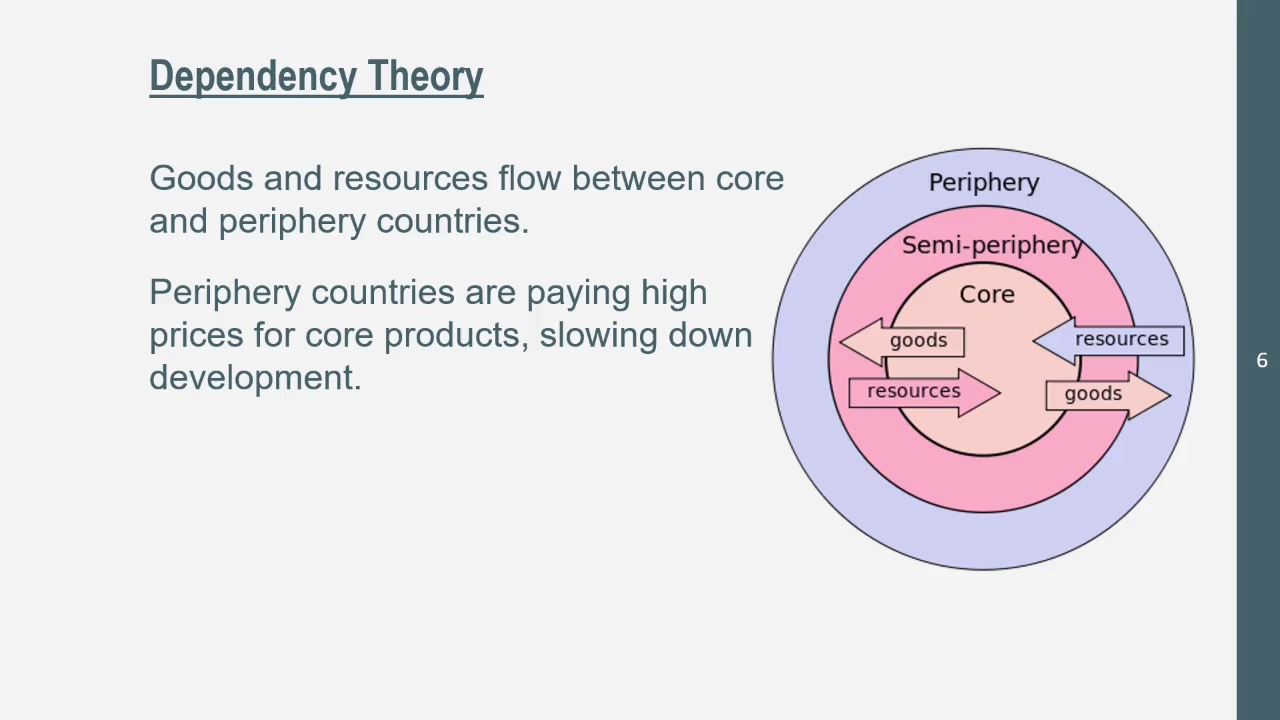 Dependency Theory
Goods and resources flow between core
and periphery countries.
Periphery countries are paying high
prices for core products, slowing down
development.
Periphery
Semi-periphery
Core
goods
resources
resources
goods
6